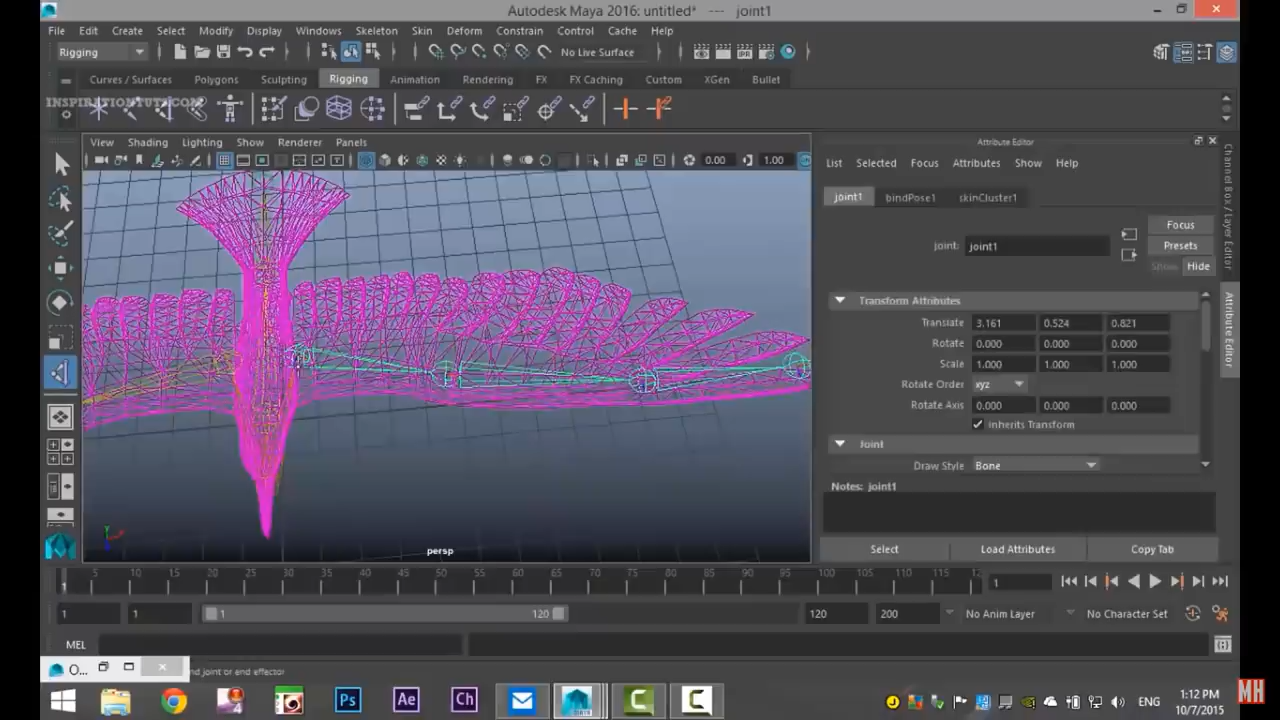 Autodesk Maya 2016: untitled* --- joint1
File Edit Create Select Modify Display Windows Skeleton Skin Deform Constrain Control Cache Help
Rigging No Live Surface
Curves / Surfaces Polygons Sculpting Rigging Animation Rendering FX FX Caching Custom XGen Bullet
INSPIRATIONTUTS.COM
View Shading Lighting Show Renderer Panels
0.00 1.00
persp
Attribute Editor
List Selected Focus Attributes Show Help
joint1 bindPose1 skinCluster1
joint: joint1
Focus
Presets
Show Hide
Transform Attributes
Translate 3.161 0.524 0.821
Rotate 0.000 0.000 0.000
Scale 1.000 1.000 1.000
Rotate Order xyz
Rotate Axis 0.000 0.000 0.000
Inherits Transform
Joint
Draw Style Bone
Notes: joint1
Select Load Attributes Copy Tab
Channel Box / Layer Editor
Attribute Editor
5 10 15 20 25 30 35 40 45 50 55 60 65 70 75 80 85 90 95 100 105 110 115 12
1
1 1 1 120 120 200 No Anim Layer No Character Set
MEL
O... nd joint or end effector
Ps Ae Ch
ENG
1:12 PM
10/7/2015
MH